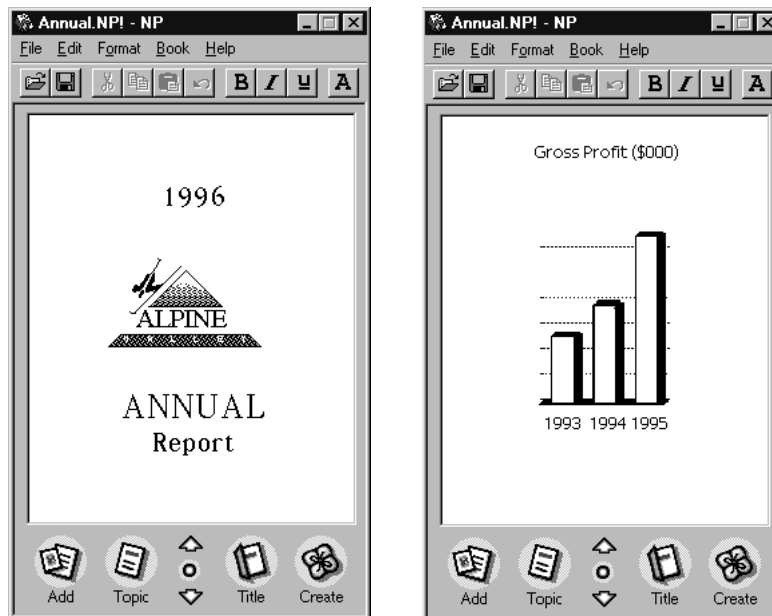 Annual.NP! - NP
File Edit Format Book Help
B I U A
1996
ALPINE
ANNUAL
Report
Add Topic Title Create
Annual.NP! - NP
File Edit Format Book Help
B I U A
Gross Profit ($000)
1993 1994 1995
Add Topic Title Create